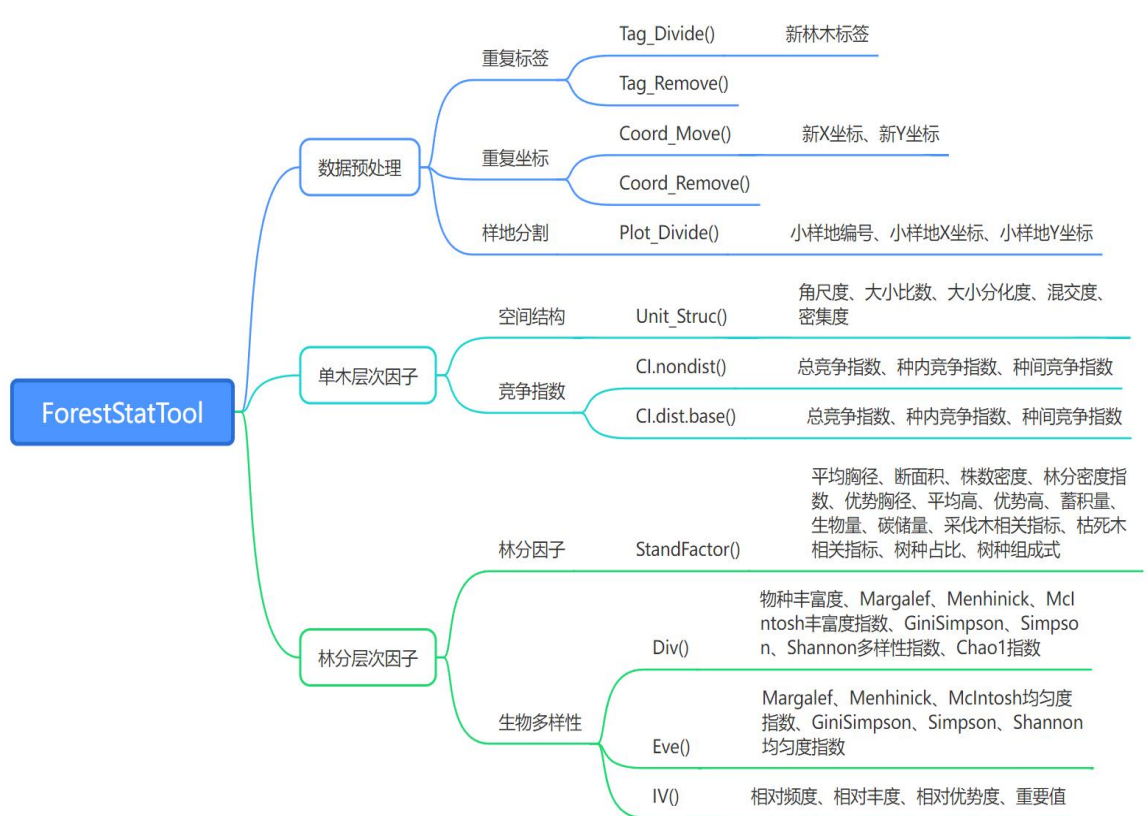 ForestStatTool
数据预处理
重复标签
Tag_Divide()
新林木标签
Tag_Remove()
重复坐标
Coord_Move()
新X坐标、新Y坐标
Coord_Remove()
样地分割
Plot_Divide()
小样地编号、小样地X坐标、小样地Y坐标
单木层次因子
空间结构
Unit_Struc()
角尺度、大小比数、大小分化度、混交度、
密集度
竞争指数
CI.nondist()
总竞争指数、种内竞争指数、种间竞争指数
CI.dist.base()
总竞争指数、种内竞争指数、种间竞争指数
林分层次因子
林分因子
StandFactor()
平均胸径、断面积、株数密度、林分密度指
数、优势胸径、平均高、优势高、蓄积量、
生物量、碳储量、采伐木相关指标、枯死木
相关指标、树种占比、树种组成式
生物多样性
Div()
物种丰富度、Margalef、Menhinick、McI
ntosh丰富度指数、GiniSimpson、Simpso
n、Shannon多样性指数、Chao1指数
Eve()
Margalef、Menhinick、McIntosh均匀度
指数、GiniSimpson、Simpson、Shannon
均匀度指数
IV()
相对频度、相对丰度、相对优势度、重要值